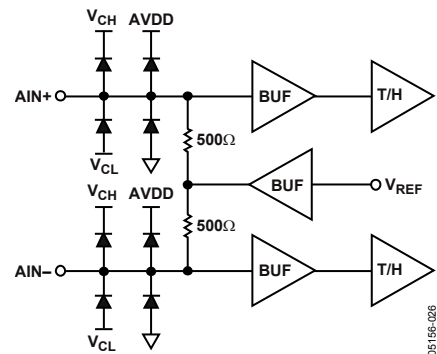 VCH AVDD
AIN+
BUF
T/H
500Ω
VCL
VCH AVDD
BUF
VREF
500Ω
AIN–
BUF
T/H
VCL
05156-026